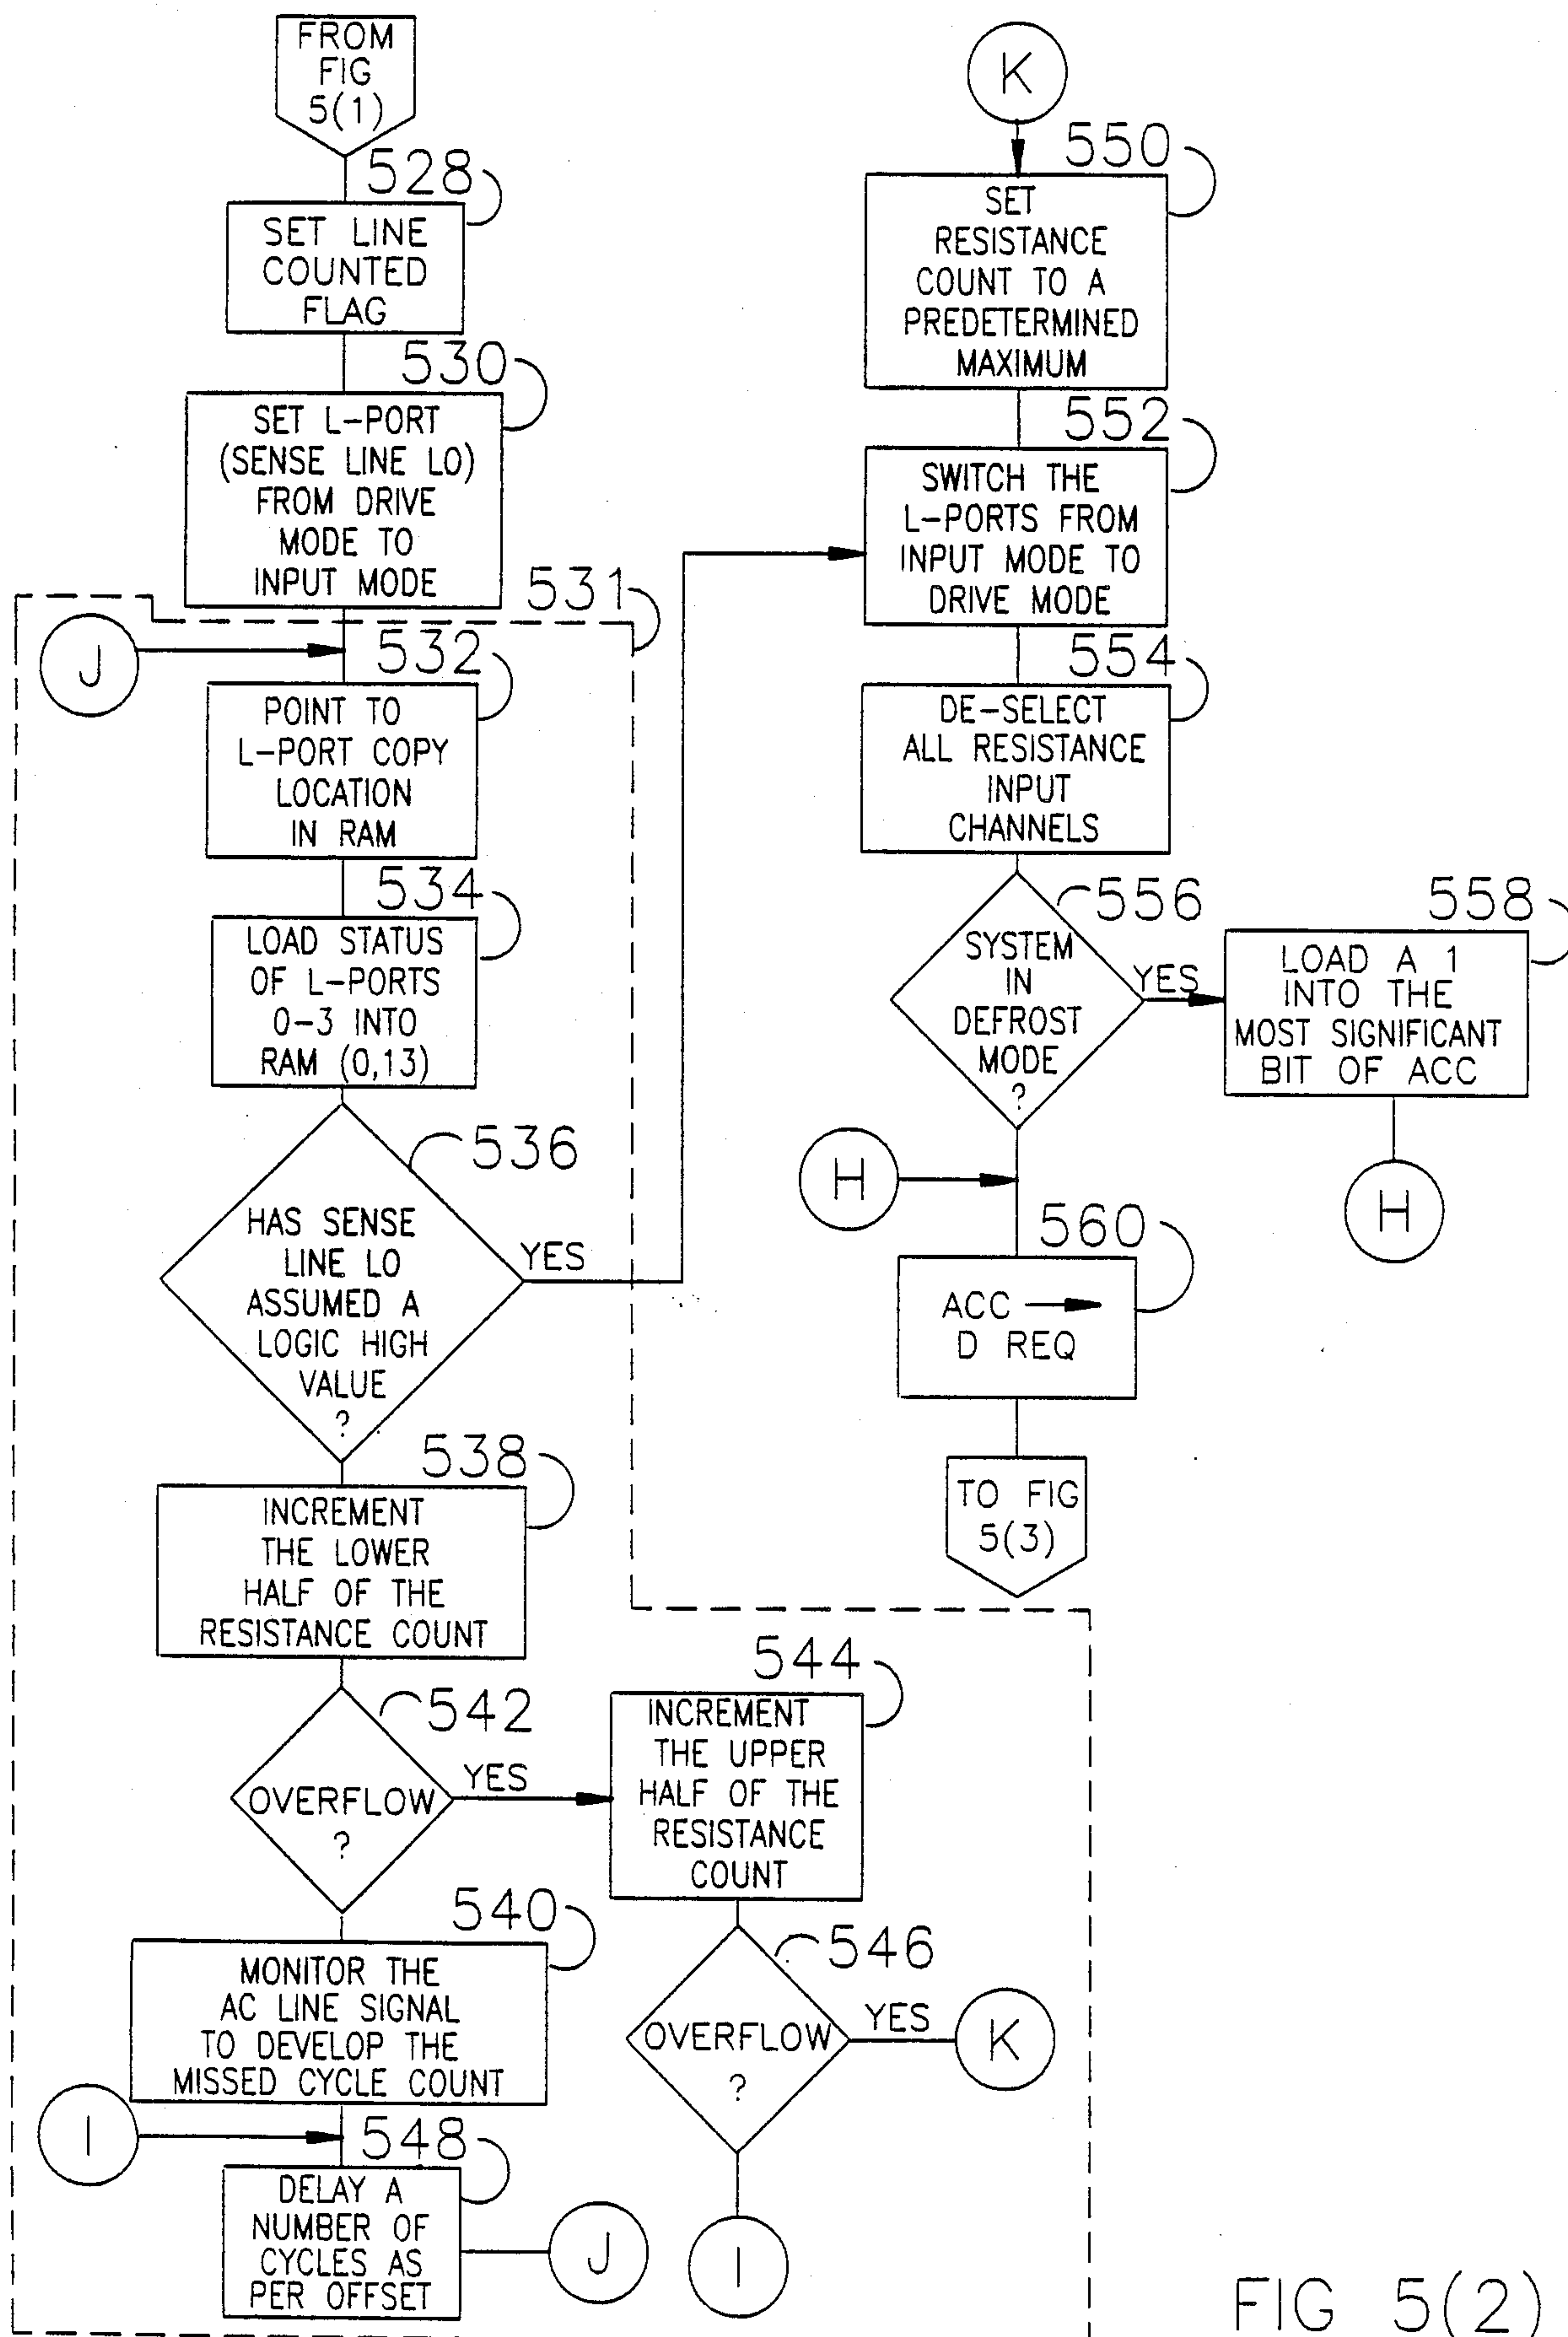 FROM
FIG
5(1)
528
SET LINE
COUNTED
FLAG
530
SET L-PORT
(SENSE LINE LO)
FROM DRIVE
MODE TO
INPUT MODE
531
J
532
POINT TO
L-PORT COPY
LOCATION
IN RAM
534
LOAD STATUS
OF L-PORTS
0-3 INTO
RAM (0,13)
536
HAS SENSE
LINE LO
ASSUMED A
LOGIC HIGH
VALUE
?
YES
538
INCREMENT
THE LOWER
HALF OF THE
RESISTANCE COUNT
542
OVERFLOW
?
YES
544
INCREMENT
THE UPPER
HALF OF THE
RESISTANCE
COUNT
546
OVERFLOW
?
YES
K
I
540
MONITOR THE
AC LINE SIGNAL
TO DEVELOP THE
MISSED CYCLE COUNT
I
548
DELAY A
NUMBER OF
CYCLES AS
PER OFFSET
J
K
550
SET
RESISTANCE
COUNT TO A
PREDETERMINED
MAXIMUM
552
SWITCH THE
L-PORTS FROM
INPUT MODE TO
DRIVE MODE
554
DE-SELECT
ALL RESISTANCE
INPUT
CHANNELS
556
SYSTEM
IN
DEFROST
MODE
?
YES
558
LOAD A 1
INTO THE
MOST SIGNIFICANT
BIT OF ACC
H
H
560
ACC →
D REQ
TO FIG
5(3)
FIG 5(2)